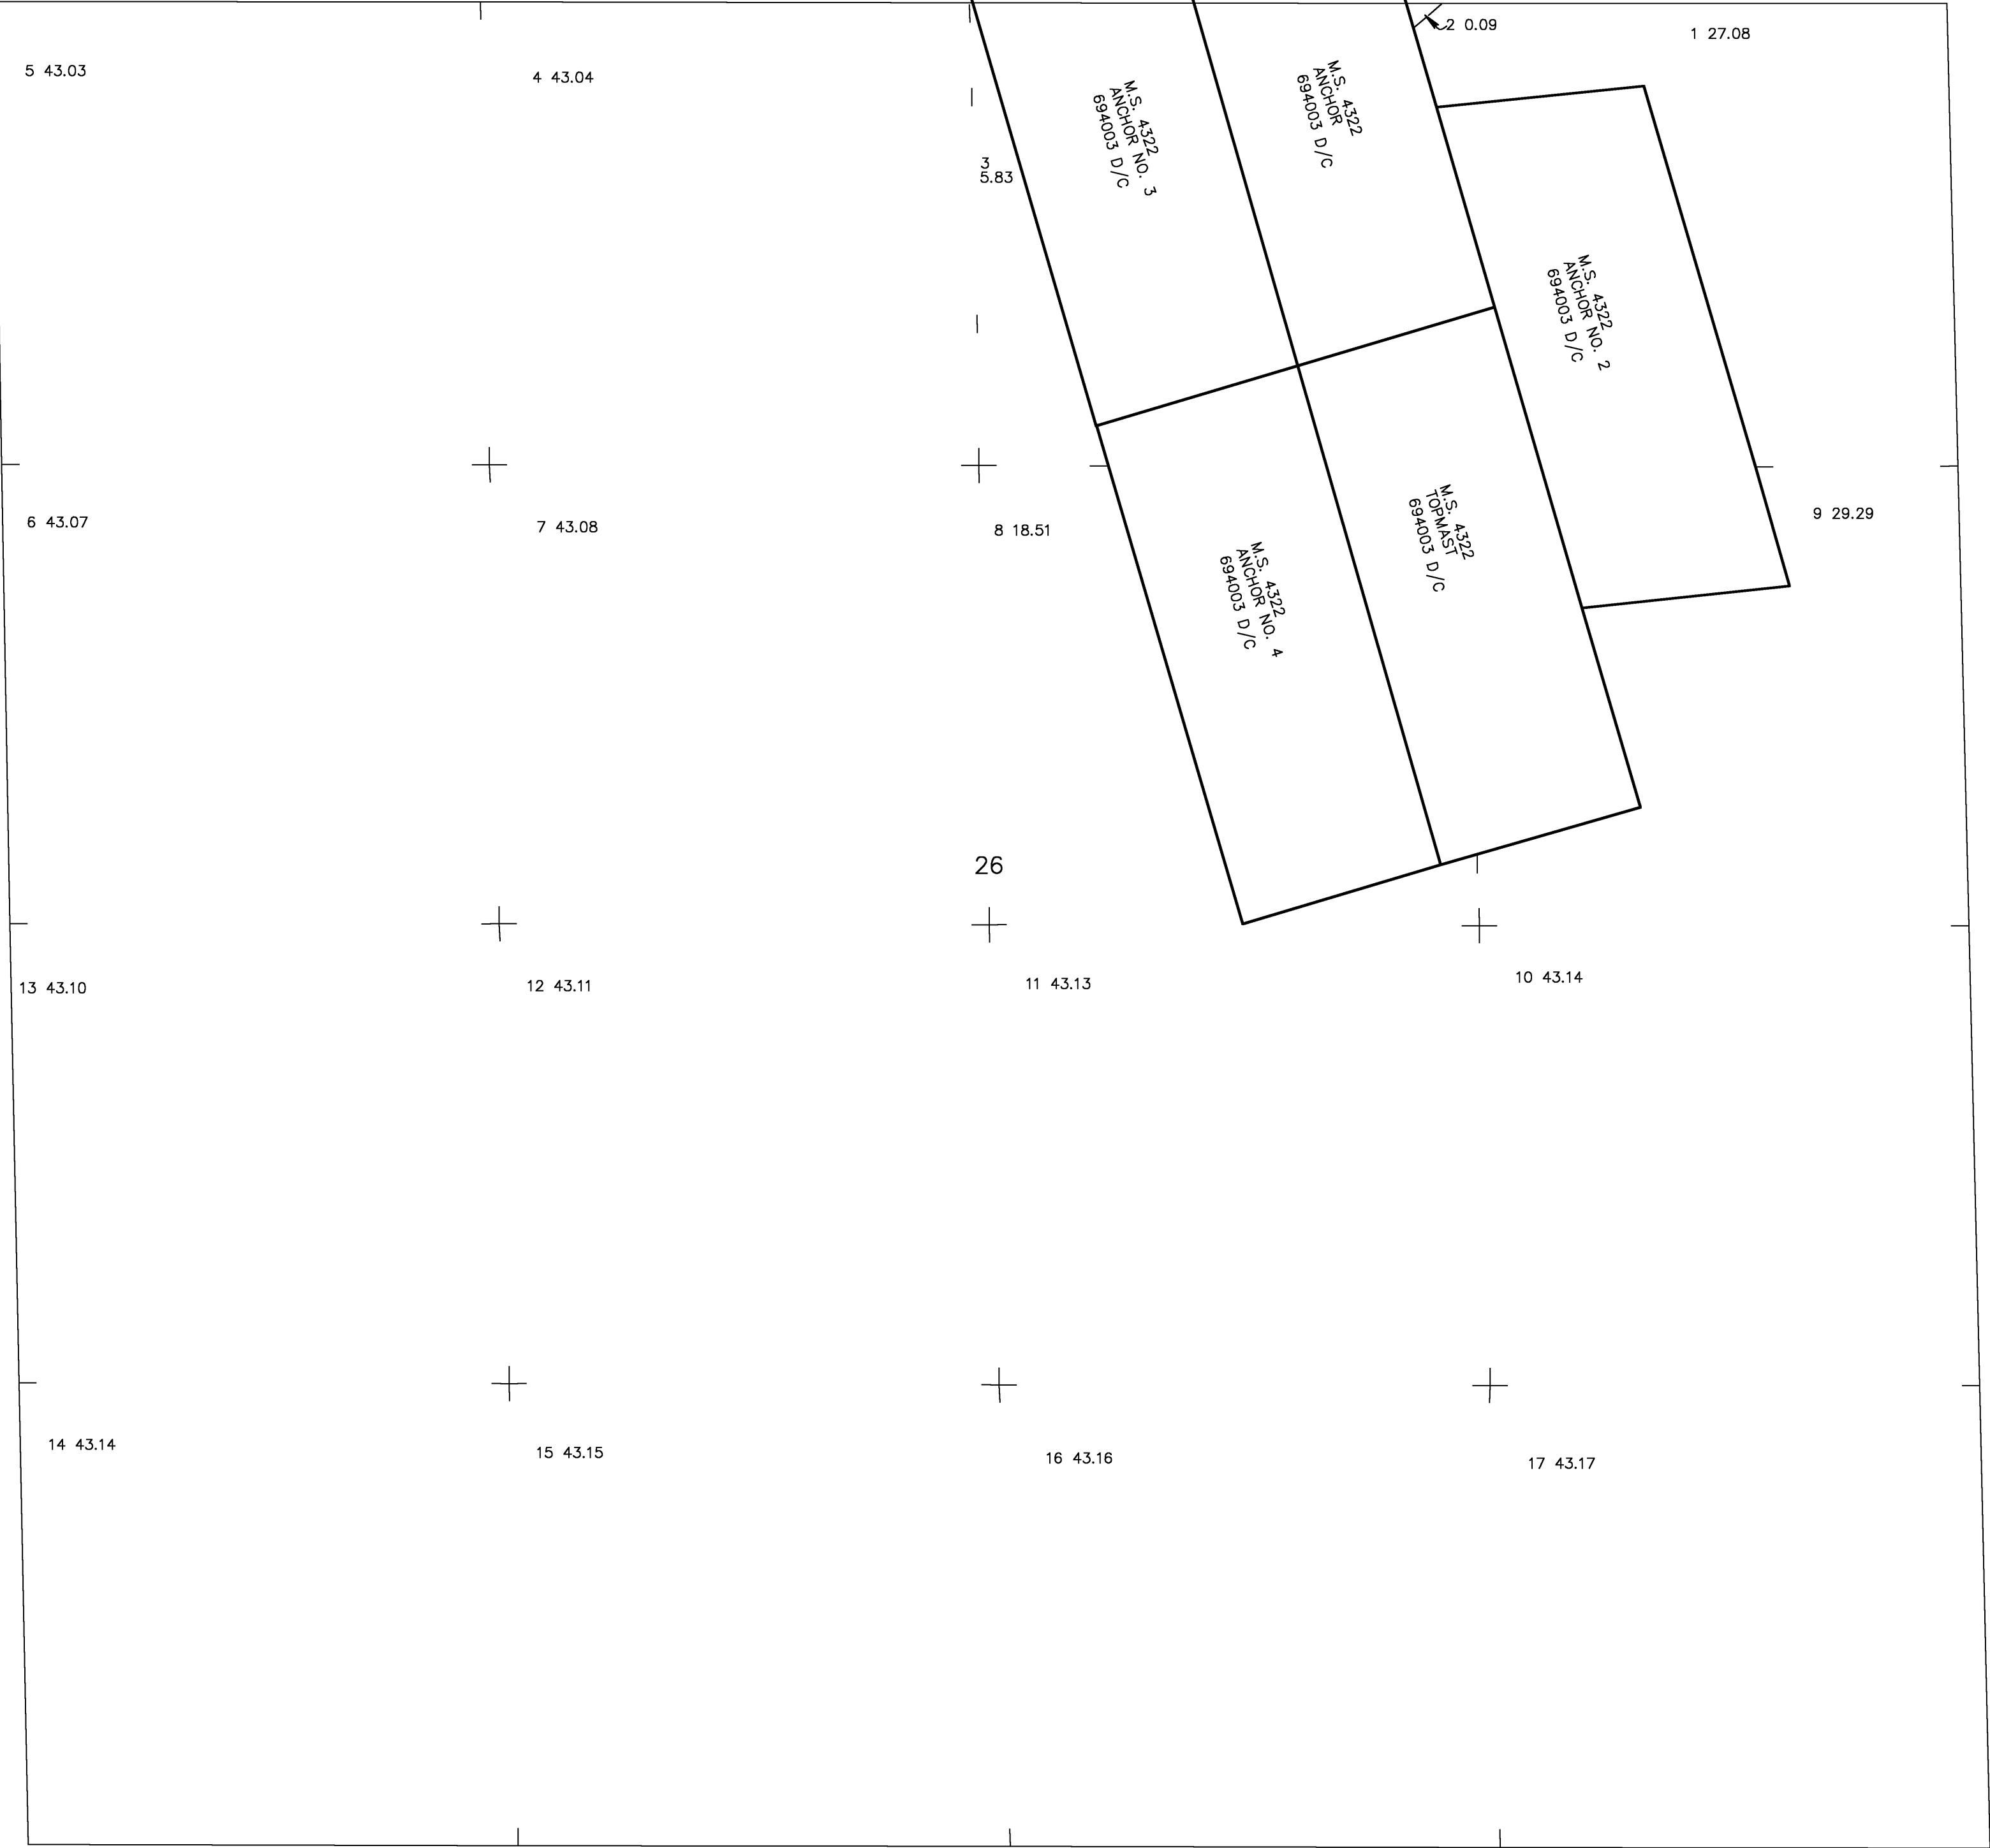 2 0.09
1 27.08
5 43.03
4 43.04
M.S. 4322
ANCHOR NO. 3
694003 D/C
M.S. 4322
ANCHOR
694003 D/C
3
5.83
M.S. 4322
ANCHOR NO. 2
694003 D/C
6 43.07
7 43.08
8 18.51
M.S. 4322
TOPMAST
694003 D/C
9 29.29
M.S. 4322
ANCHOR NO. 4
694003 D/C
26
13 43.10
12 43.11
11 43.13
10 43.14
14 43.14
15 43.15
16 43.16
17 43.17